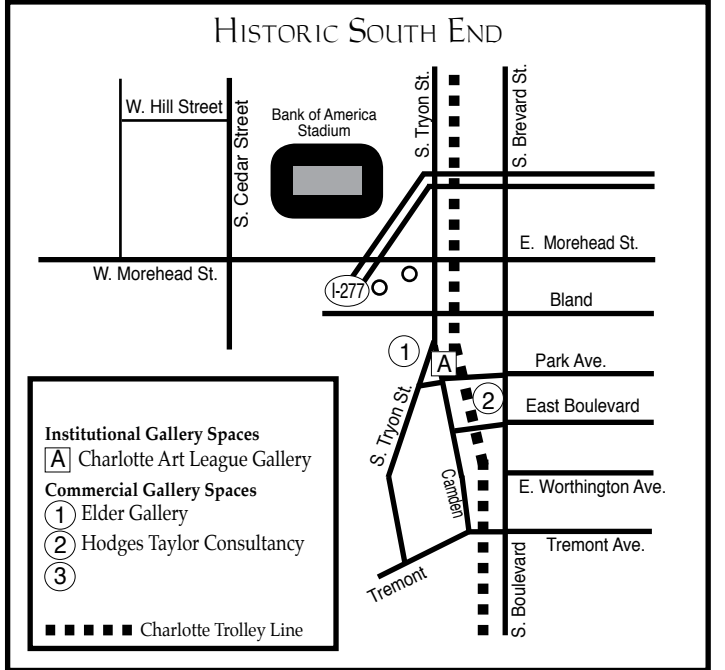 HISTORIC SOUTH END
W. Hill Street
S. Cedar Street
Bank of America
Stadium
S. Tryon St.
S. Brevard St.
E. Morehead St.
W. Morehead St.
I-277
Bland
1
A
Park Ave.
2
East Boulevard
S. Tryon St.
Camden
E. Worthington Ave.
Tremont Ave.
Tremont
S. Boulevard
Institutional Gallery Spaces
A Charlotte Art League Gallery
Commercial Gallery Spaces
1 Elder Gallery
2 Hodges Taylor Consultancy
3
Charlotte Trolley Line